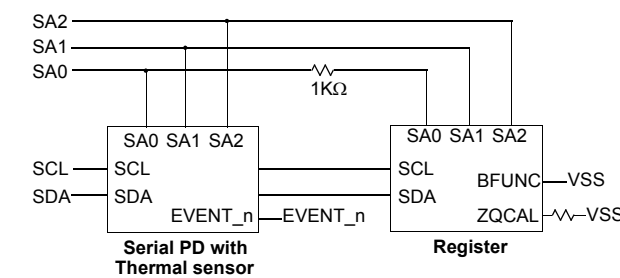 SA2
SA1
SA0
1KΩ
SA0 SA1 SA2
SA0 SA1 SA2
SCL
SCL
SCL
SDA
SDA
SDA
BFUNC
VSS
EVENT_n
EVENT_n
ZQCAL
VSS
Serial PD with
Thermal sensor
Register